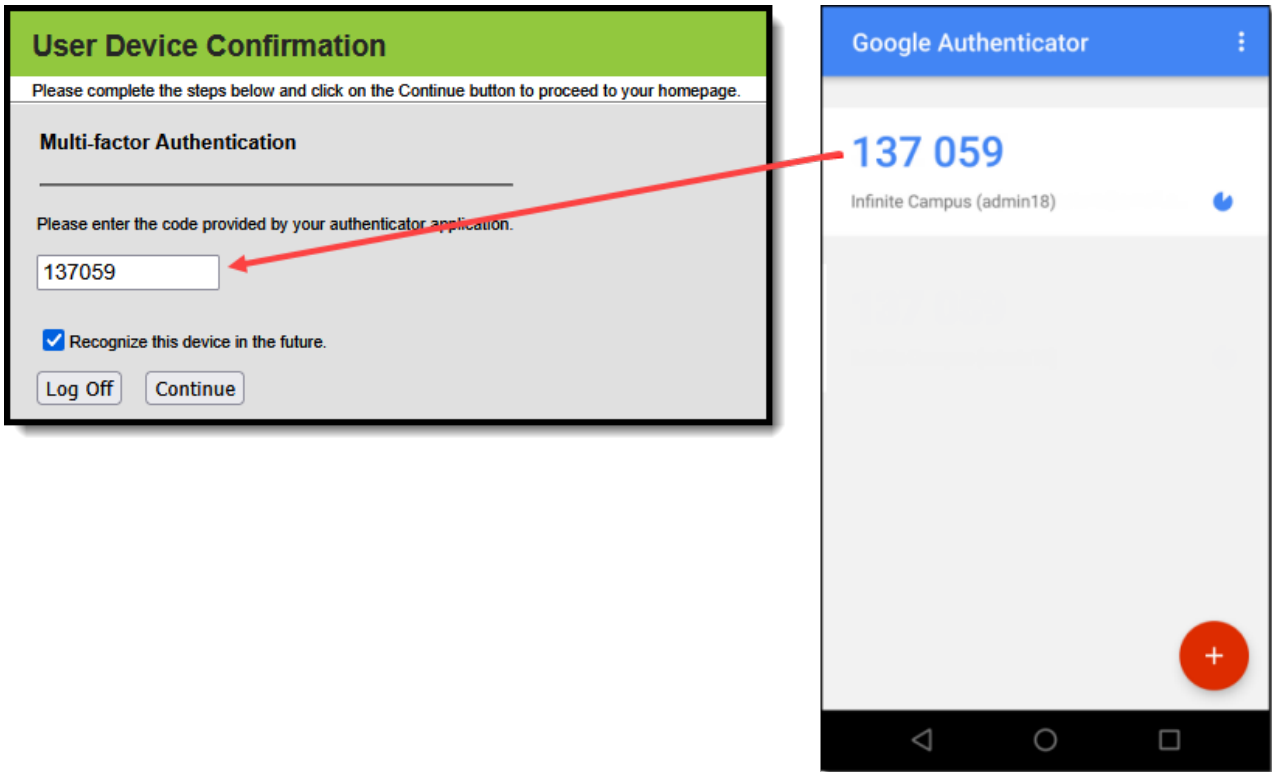 User Device Confirmation
Please complete the steps below and click on the Continue button to proceed to your homepage.
Multi-factor Authentication
Please enter the code provided by your authenticator application.
137059
Recognize this device in the future.
Log Off
Continue
Google Authenticator
137 059
Infinite Campus (admin18)
+